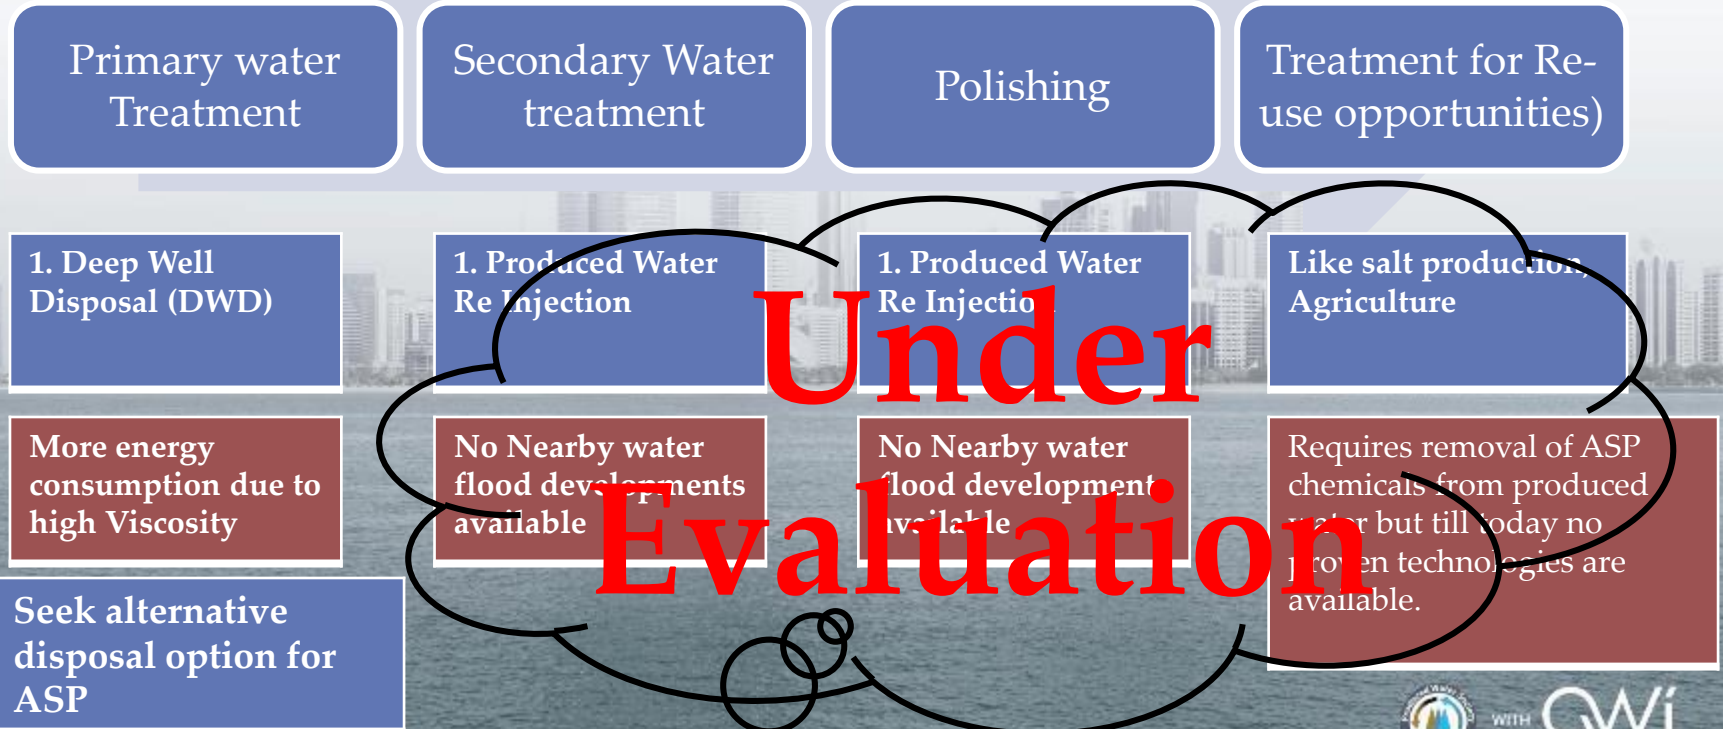 Primary water
Treatment
Secondary Water
treatment
Polishing
Treatment for Re-
use opportunities)
1. Deep Well
Disposal (DWD)
1. Produced Water
Re Injection
1. Produced Water
Re Injection
Like salt production,
Agriculture
Under
Evaluation
More energy
consumption due to
high Viscosity
No Nearby water
flood developments
available
No Nearby water
flood development
available
Requires removal of ASP
chemicals from produced
water but till today no
proven technologies are
available.
Seek alternative
disposal option for
ASP
WITH